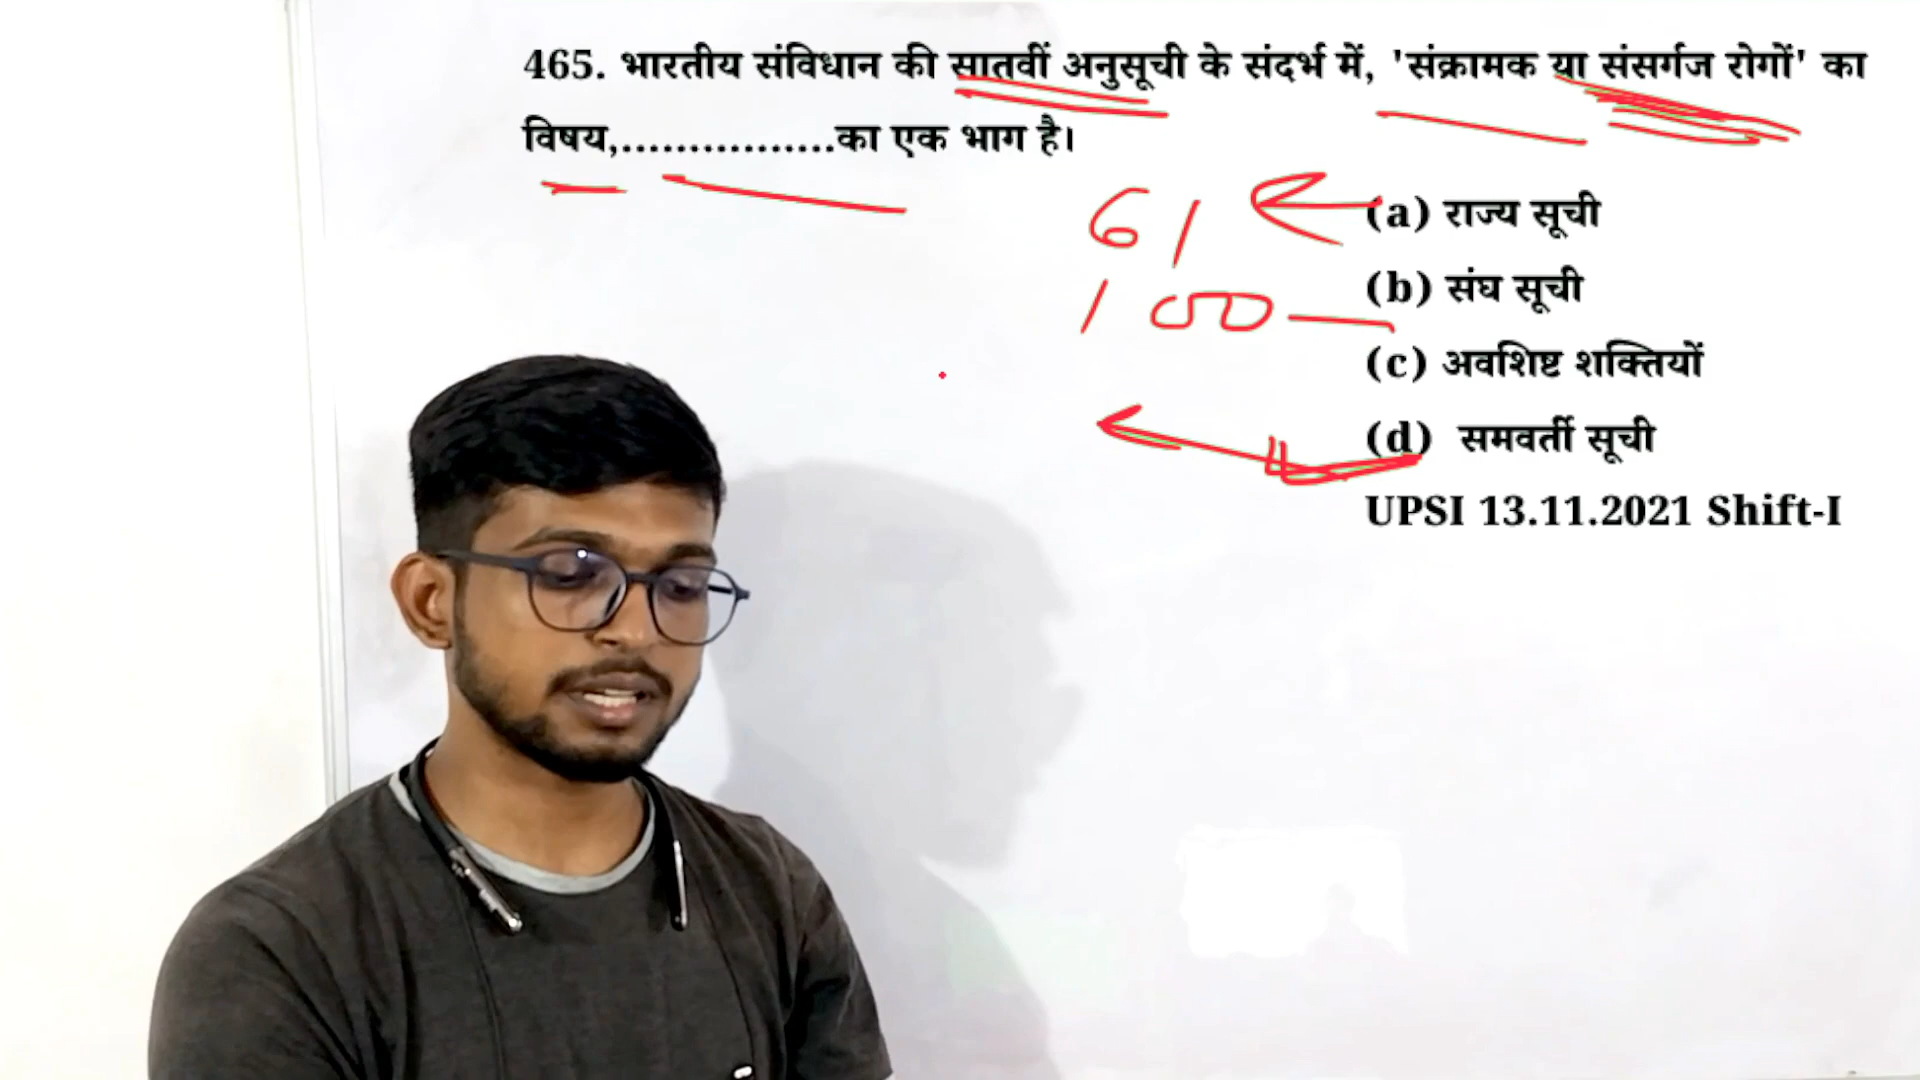 465. भारतीय संविधान की सातवीं अनुसूची के संदर्भ में, 'संक्रामक या संसर्गज रोगों' का
विषय,................का एक भाग है।
61
(a) राज्य सूची
100
(b) संघ सूची
(c) अवशिष्ट शक्तियों
(d) समवर्ती सूची
UPSI 13.11.2021 Shift-I